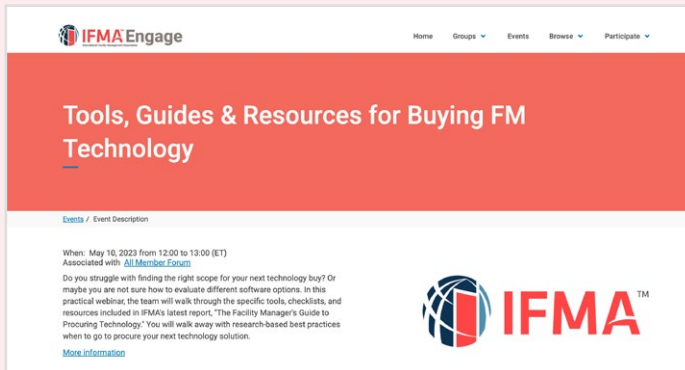 IFMA Engage
International Facility Management Association
Home Groups Events Browse Participate
Tools, Guides & Resources for Buying FM
Technology
Events / Event Description
When: May 10, 2023 from 12:00 to 13:00 (ET)
Associated with All Member Forum
Do you struggle with finding the right scope for your next technology buy? Or
maybe you are not sure how to evaluate different software options. In this
practical webinar, the team will walk through the specific tools, checklists, and
resources included in IFMA's latest report, "The Facility Manager's Guide to
Procuring Technology." You will walk away with research-based best practices
when to go to procure your next technology solution.
More information
IFMA™